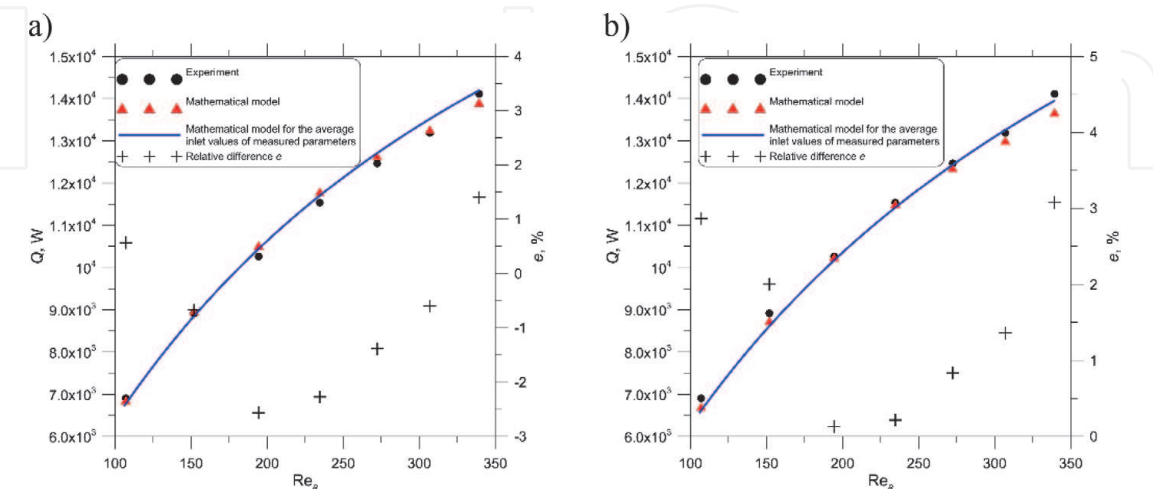 a)
1.5x10⁴
1.4x10⁴
1.3x10⁴
1.2x10⁴
1.1x10⁴
10⁴
9.0x10³
8.0x10³
7.0x10³
6.0x10³
Q, W
Experiment
Mathematical model
Mathematical model for the average
inlet values of measured parameters
Relative difference e
4
3
2
1
0
-1
-2
-3
e, %
100 150 200 250 300 350
Reₐ
b)
1.5x10⁴
1.4x10⁴
1.3x10⁴
1.2x10⁴
1.1x10⁴
10⁴
9.0x10³
8.0x10³
7.0x10³
6.0x10³
Q, W
Experiment
Mathematical model
Mathematical model for the average
inlet values of measured parameters
Relative difference e
5
4
3
2
1
0
e, %
100 150 200 250 300 350
Reₐ